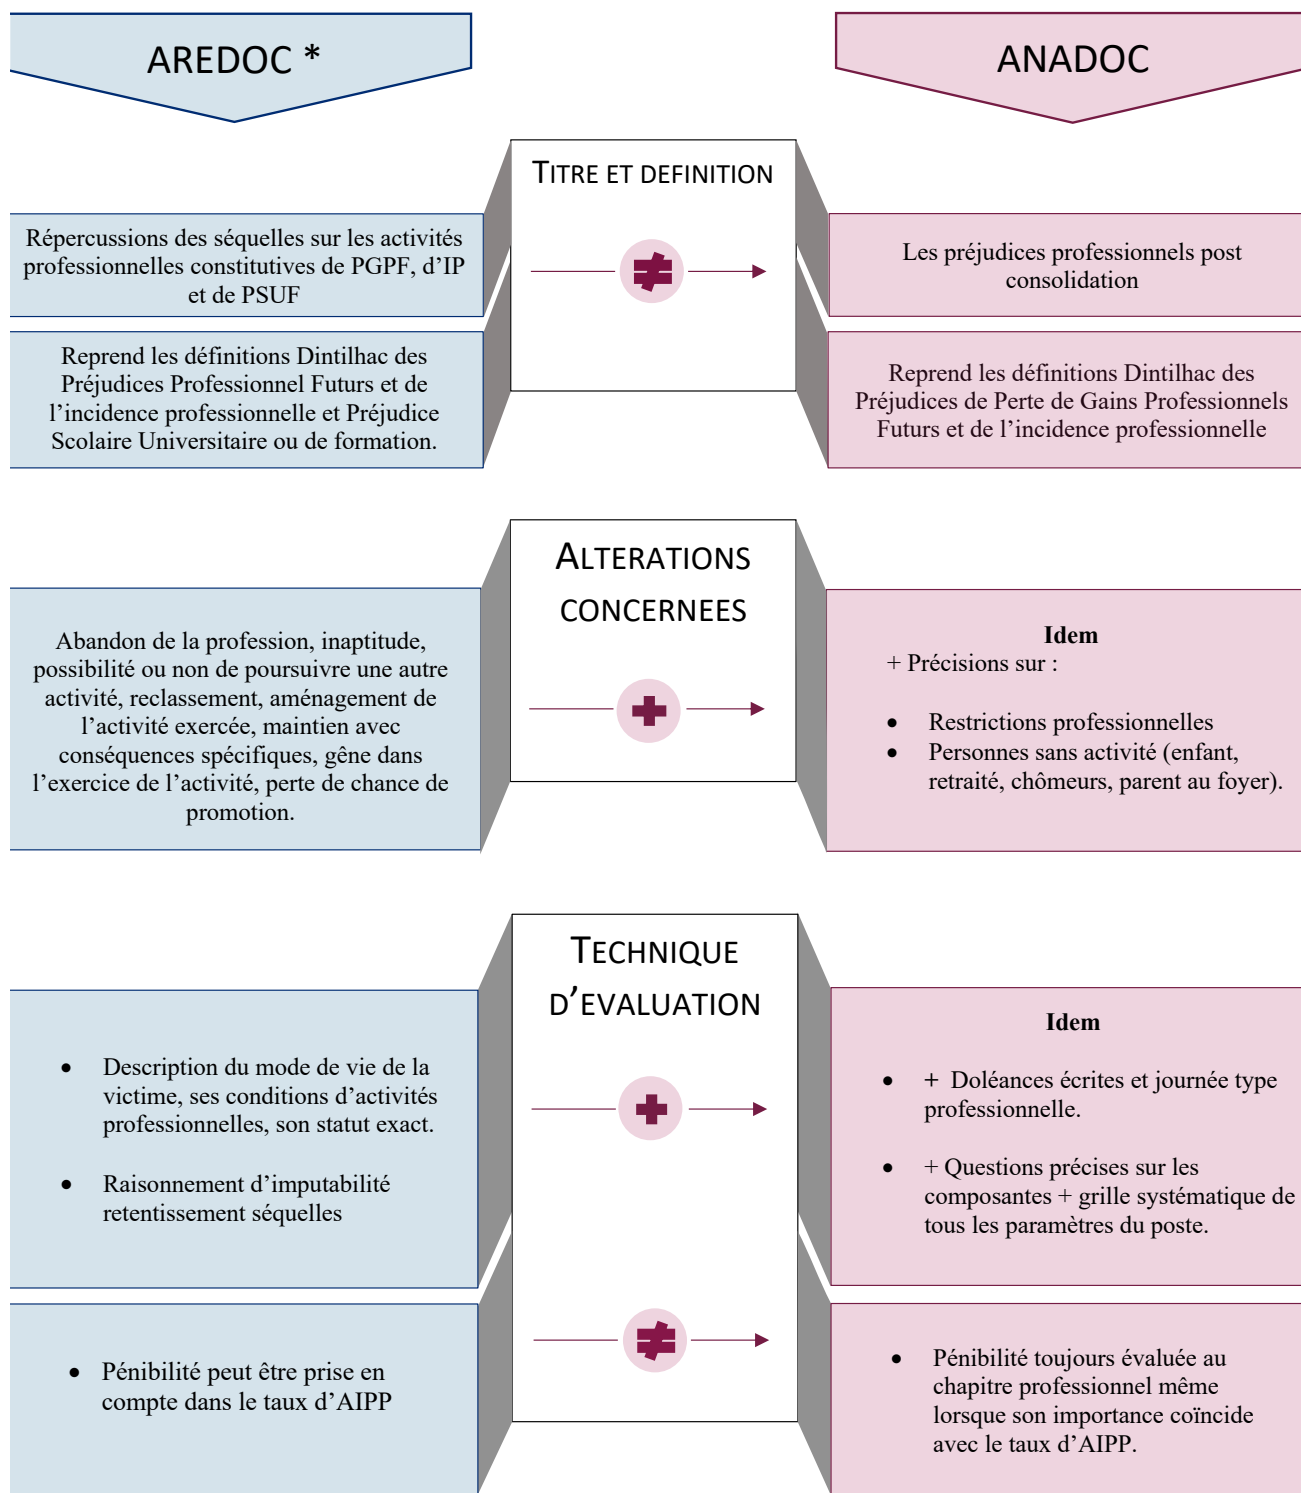 AREDOC *
ANADOC
TITRE ET DEFINITION
Répercussions des séquelles sur les activités
professionnelles constitutives de PGPF, d’IP
et de PSUF
≠
Les préjudices professionnels post
consolidation
Reprend les définitions Dintilhac des
Préjudices Professionnel Futurs et de
l’incidence professionnelle et Préjudice
Scolaire Universitaire ou de formation.
Reprend les définitions Dintilhac des
Préjudices de Perte de Gains Professionnels
Futurs et de l’incidence professionnelle
ALTERATIONS
CONCERNEES
Abandon de la profession, inaptitude,
possibilité ou non de poursuivre une autre
activité, reclassement, aménagement de
l’activité exercée, maintien avec
conséquences spécifiques, gêne dans
l’exercice de l’activité, perte de chance de
promotion.
+
Idem
+ Précisions sur :
• Restrictions professionnelles
• Personnes sans activité (enfant,
retraité, chômeurs, parent au foyer).
TECHNIQUE
D’EVALUATION
• Description du mode de vie de la
victime, ses conditions d’activités
professionnelles, son statut exact.
• Raisonnement d’imputabilité
retentissement séquelles
+
Idem
• + Doléances écrites et journée type
professionnelle.
• + Questions précises sur les
composantes + grille systématique de
tous les paramètres du poste.
• Pénibilité peut être prise en
compte dans le taux d’AIPP
≠
• Pénibilité toujours évaluée au
chapitre professionnel même
lorsque son importance coïncide
avec le taux d’AIPP.